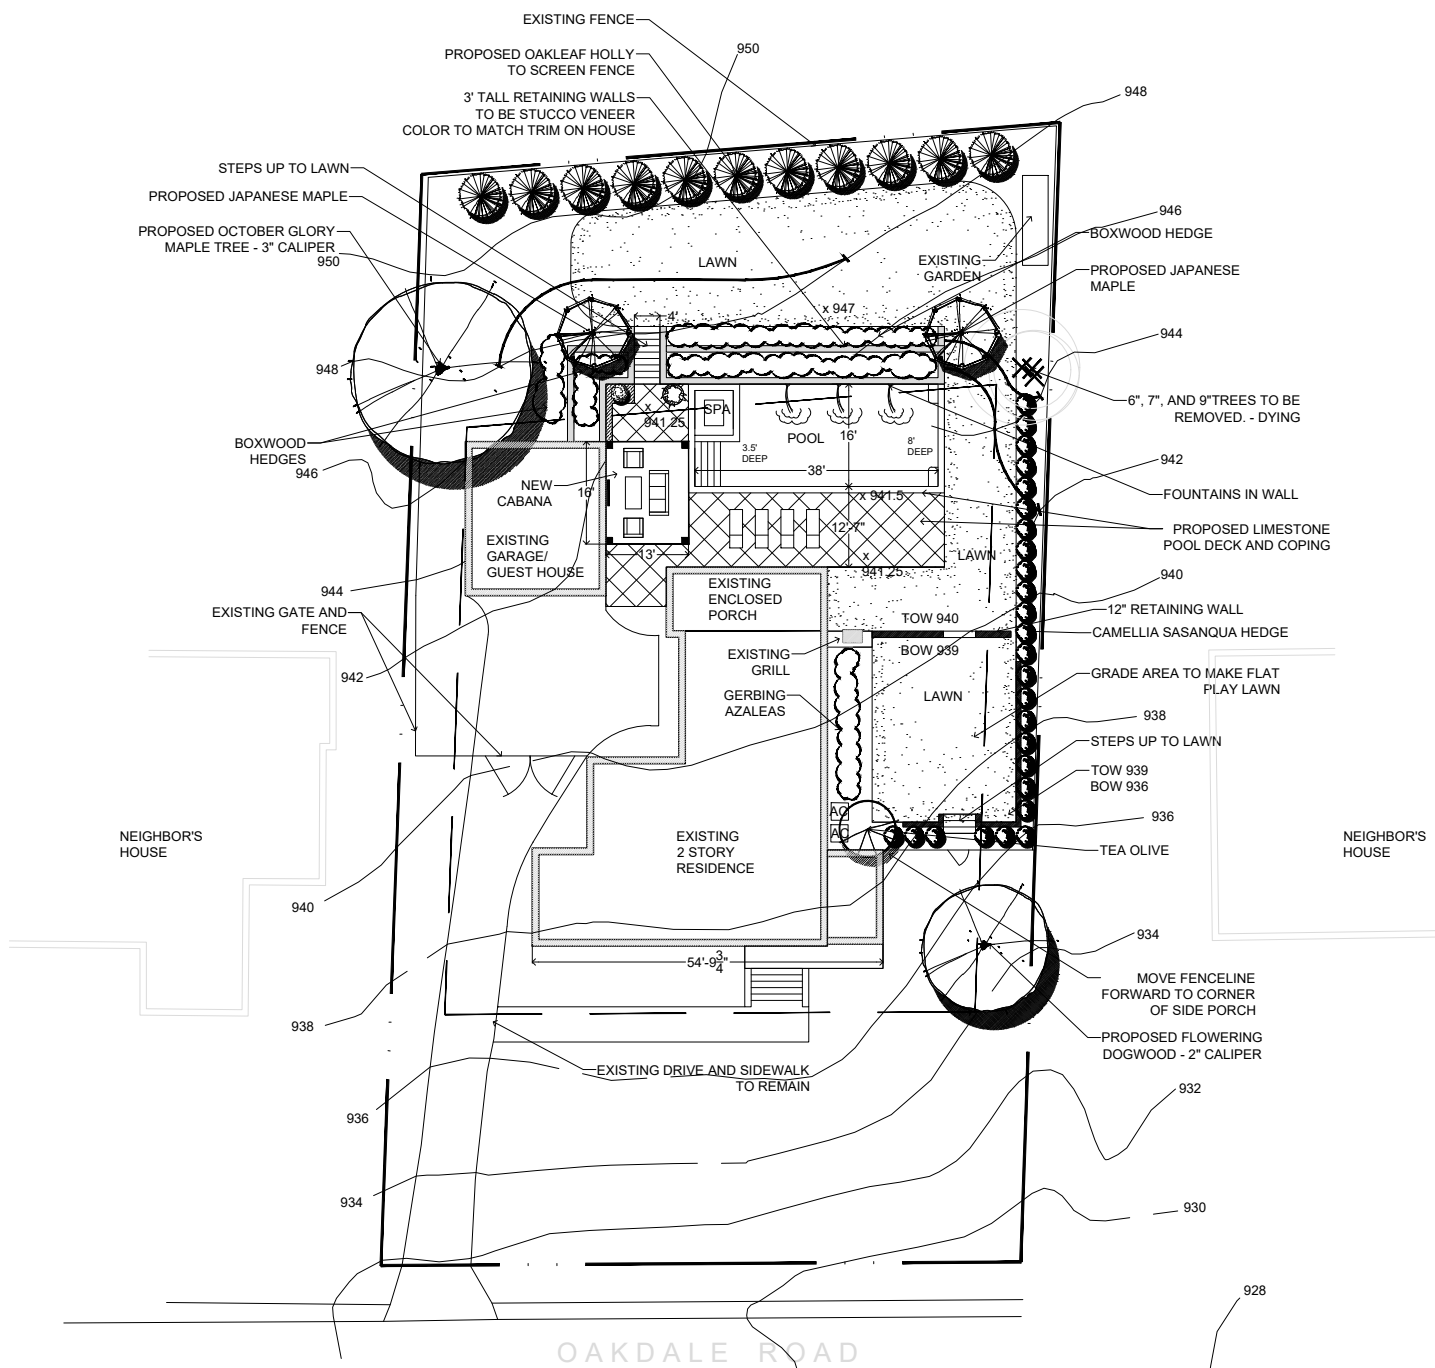 EXISTING FENCE
950
PROPOSED OAKLEAF HOLLY
TO SCREEN FENCE
3' TALL RETAINING WALLS
TO BE STUCCO VENEER
COLOR TO MATCH TRIM ON HOUSE
948
STEPS UP TO LAWN
PROPOSED JAPANESE MAPLE
PROPOSED OCTOBER GLORY
MAPLE TREE - 3" CALIPER
950
946
BOXWOOD HEDGE
LAWN
EXISTING
GARDEN
PROPOSED JAPANESE
MAPLE
4'
x 947
944
948
6", 7", AND 9"TREES TO BE
REMOVED. - DYING
x
941.25
SPA
POOL
16'
3.5'
DEEP
8'
DEEP
38'
BOXWOOD
HEDGES
946
942
NEW
CABANA
16'
x 941.5
FOUNTAINS IN WALL
12'-7"
PROPOSED LIMESTONE
POOL DECK AND COPING
EXISTING
GARAGE/
GUEST HOUSE
13'
x
941.25
LAWN
944
940
EXISTING
ENCLOSED
PORCH
EXISTING GATE AND
FENCE
12" RETAINING WALL
TOW 940
CAMELLIA SASANQUA HEDGE
BOW 939
EXISTING
GRILL
942
GRADE AREA TO MAKE FLAT
PLAY LAWN
GERBING
AZALEAS
LAWN
938
STEPS UP TO LAWN
TOW 939
BOW 936
AC
AC
936
NEIGHBOR'S
HOUSE
EXISTING
2 STORY
RESIDENCE
NEIGHBOR'S
HOUSE
TEA OLIVE
940
934
54'-9 3/4"
MOVE FENCELINE
FORWARD TO CORNER
OF SIDE PORCH
938
PROPOSED FLOWERING
DOGWOOD - 2" CALIPER
EXISTING DRIVE AND SIDEWALK
TO REMAIN
932
936
934
930
928
OAKDALE ROAD